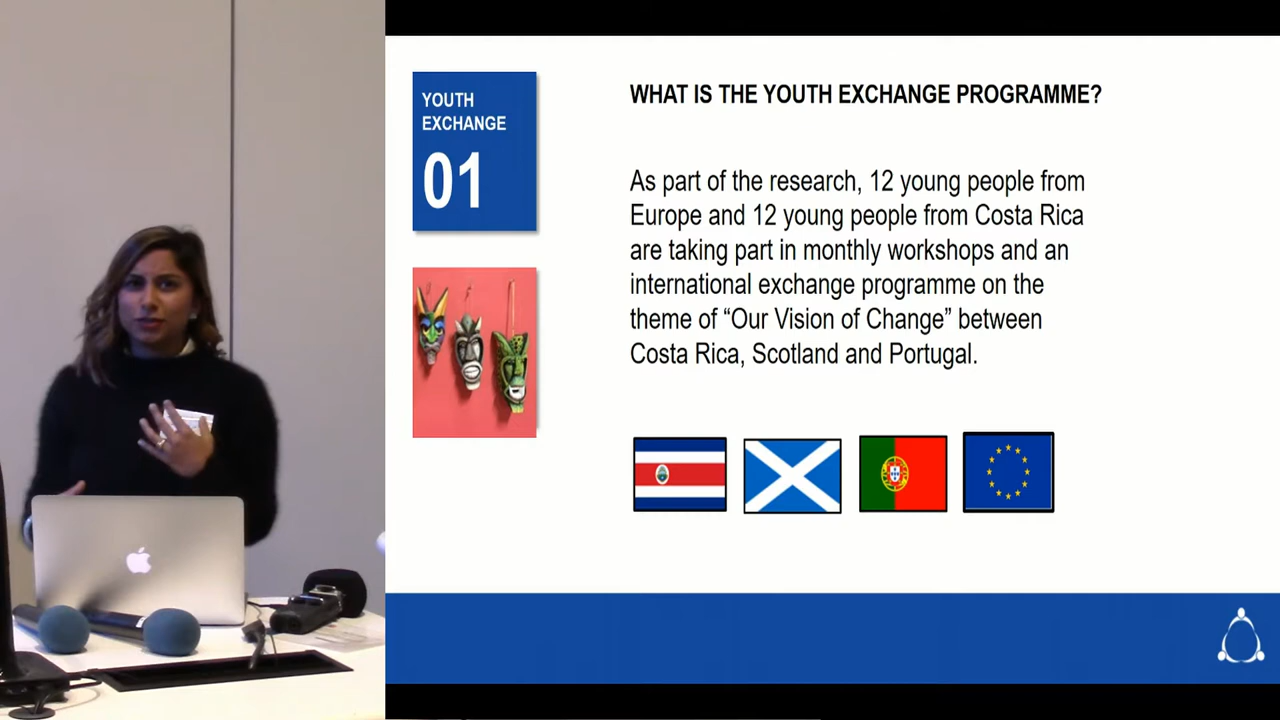 YOUTH
EXCHANGE
01
WHAT IS THE YOUTH EXCHANGE PROGRAMME?
As part of the research, 12 young people from
Europe and 12 young people from Costa Rica
are taking part in monthly workshops and an
international exchange programme on the
theme of “Our Vision of Change” between
Costa Rica, Scotland and Portugal.